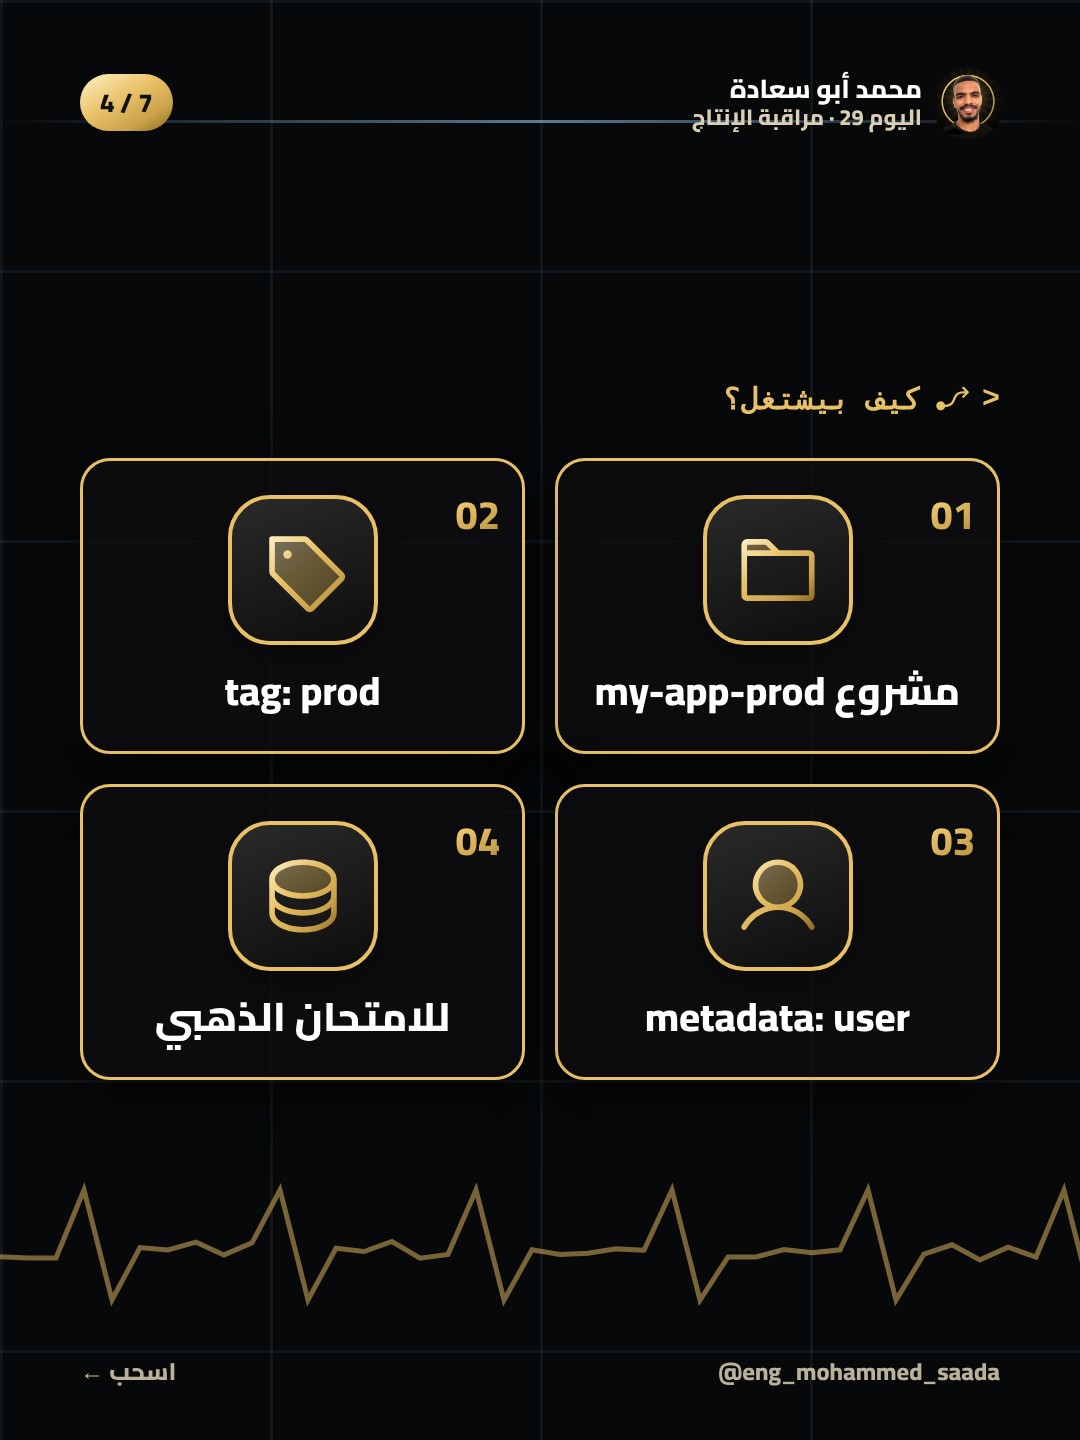 محمد أبو سعادة
اليوم 29 · مراقبة الإنتاج
4 / 7
> كيف بيشتغل؟
01
مشروع my-app-prod
02
tag: prod
03
metadata: user
04
للامتحان الذهبي
@eng_mohammed_saada
اسحب ←